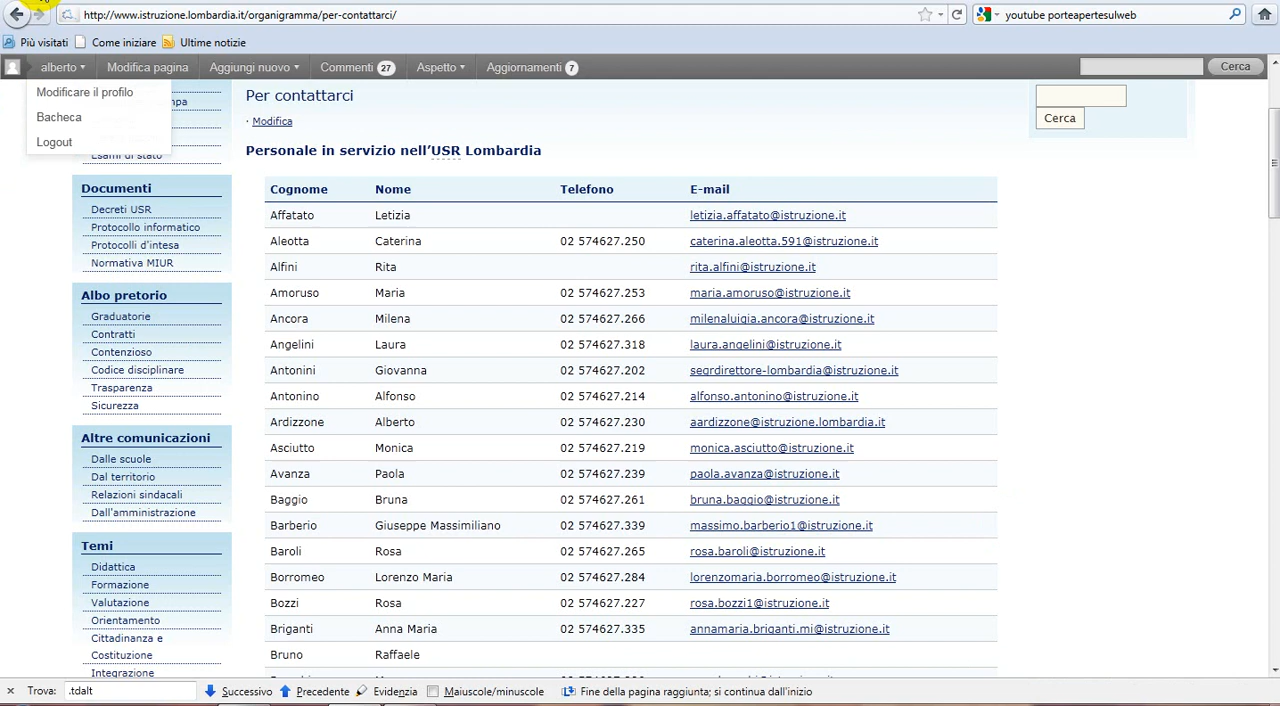 http://www.istruzione.lombardia.it/organigramma/per-contattarci/
youtube porteapertesulweb
Più visitati Come iniziare Ultime notizie
alberto Modifica pagina Aggiungi nuovo Commenti 27 Aspetto Aggiornamenti 7 Cerca
Modificare il profilo
Bacheca
Logout
Esami di stato
Documenti
Decreti USR
Protocollo informatico
Protocolli d'intesa
Normativa MIUR
Albo pretorio
Graduatorie
Contratti
Contenzioso
Codice disciplinare
Trasparenza
Sicurezza
Altre comunicazioni
Dalle scuole
Dal territorio
Relazioni sindacali
Dall'amministrazione
Temi
Didattica
Formazione
Valutazione
Orientamento
Cittadinanza e
Costituzione
Integrazione
Per contattarci
· Modifica
Personale in servizio nell'USR Lombardia
Cognome Nome Telefono E-mail
Affatato Letizia letizia.affatato@istruzione.it
Aleotta Caterina 02 574627.250 caterina.aleotta.591@istruzione.it
Alfini Rita rita.alfini@istruzione.it
Amoruso Maria 02 574627.253 maria.amoruso@istruzione.it
Ancora Milena 02 574627.266 milenaluigia.ancora@istruzione.it
Angelini Laura 02 574627.318 laura.angelini@istruzione.it
Antonini Giovanna 02 574627.202 segrdirettore-lombardia@istruzione.it
Antonino Alfonso 02 574627.214 alfonso.antonino@istruzione.it
Ardizzone Alberto 02 574627.230 aardizzone@istruzione.lombardia.it
Asciutto Monica 02 574627.219 monica.asciutto@istruzione.it
Avanza Paola 02 574627.239 paola.avanza@istruzione.it
Baggio Bruna 02 574627.261 bruna.baggio@istruzione.it
Barberio Giuseppe Massimiliano 02 574627.339 massimo.barberio1@istruzione.it
Baroli Rosa 02 574627.265 rosa.baroli@istruzione.it
Borromeo Lorenzo Maria 02 574627.284 lorenzomaria.borromeo@istruzione.it
Bozzi Rosa 02 574627.227 rosa.bozzi1@istruzione.it
Briganti Anna Maria 02 574627.335 annamaria.briganti.mi@istruzione.it
Bruno Raffaele
Cerca
Trova: .tdalt Successivo Precedente Evidenzia Maiuscole/minuscole Fine della pagina raggiunta; si continua dall'inizio